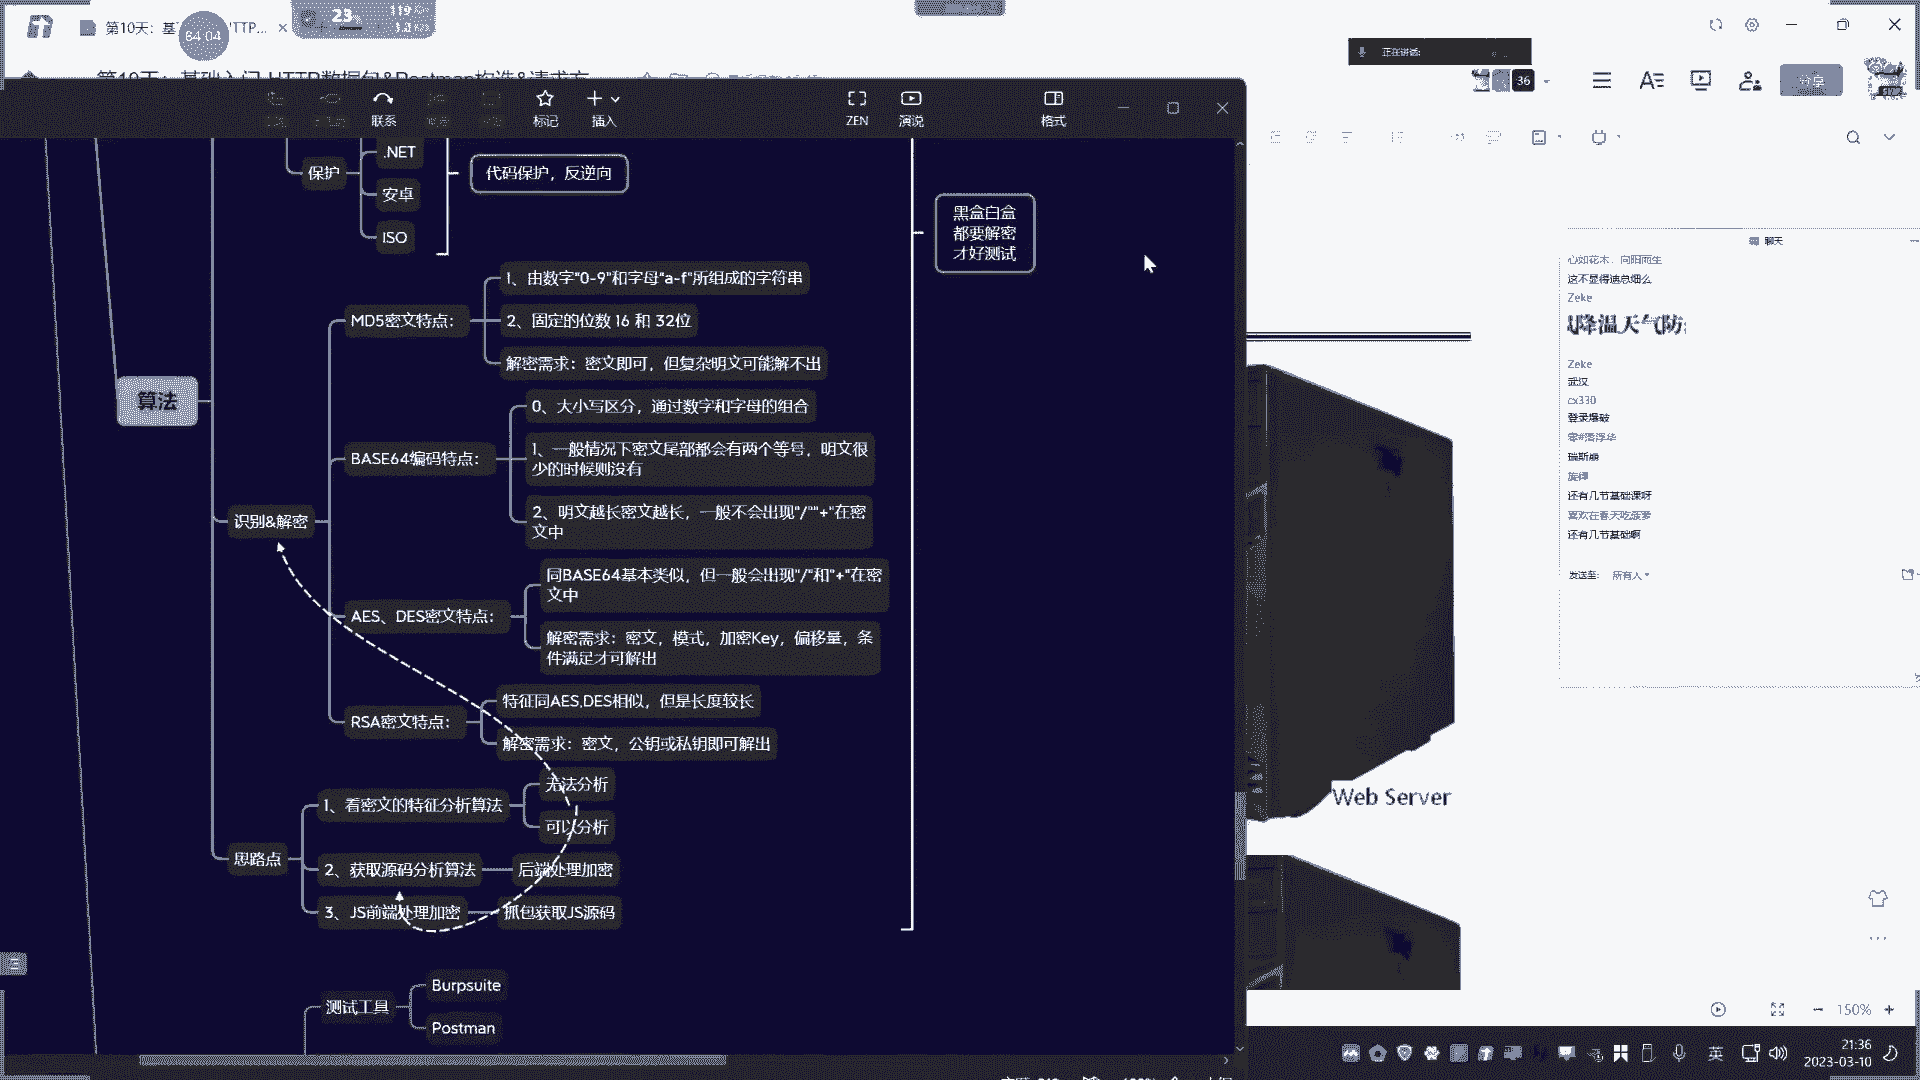 第10天：基
TTP...
64:04
23
第10天：基础入门-HTTP数据包&Postman构造&请求方
正在讲话:
36
分享
联系
标记
插入
ZEN
演说
格式
保护
.NET
安卓
ISO
代码保护，反逆向
黑盒白盒
都要解密
才好测试
算法
识别&解密
MD5密文特点：
1、由数字"0-9"和字母"a-f"所组成的字符串
2、固定的位数 16 和 32位
解密需求：密文即可，但复杂明文可能解不出
BASE64编码特点：
0、大小写区分，通过数字和字母的组合
1、一般情况下密文尾部都会有两个等号，明文很
少的时候则没有
2、明文越长密文越长，一般不会出现"/""+"在密
文中
AES、DES密文特点：
同BASE64基本类似，但一般会出现"/"和"+"在密
文中
解密需求：密文，模式，加密Key，偏移量，条
件满足才可解出
RSA密文特点：
特征同AES,DES相似，但是长度较长
解密需求：密文，公钥或私钥即可解出
思路点
1、看密文的特征分析算法
无法分析
可以分析
2、获取源码分析算法
后端处理加密
3、JS前端处理加密
抓包获取JS源码
测试工具
Burpsuite
Postman
聊天
心如花木，向阳而生
这不显得迪总细么
Zeke
降温天气防
Zeke
武汉
cx330
登录爆破
零#落浮华
瑞斯崩
还有几节基础课呀
喜欢在春天吃菠萝
还有几节基础啊
发送至:
所有人
Web Server
150%
英
21:36
2023-03-10